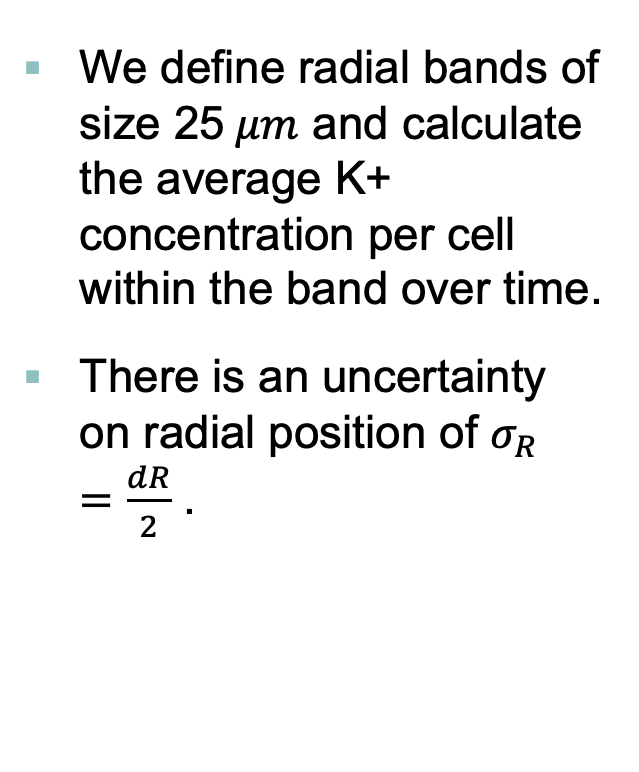 ▪ We define radial bands of
size 25 μm and calculate
the average K+
concentration per cell
within the band over time.
▪ There is an uncertainty
on radial position of σ_R
= dR/2 .